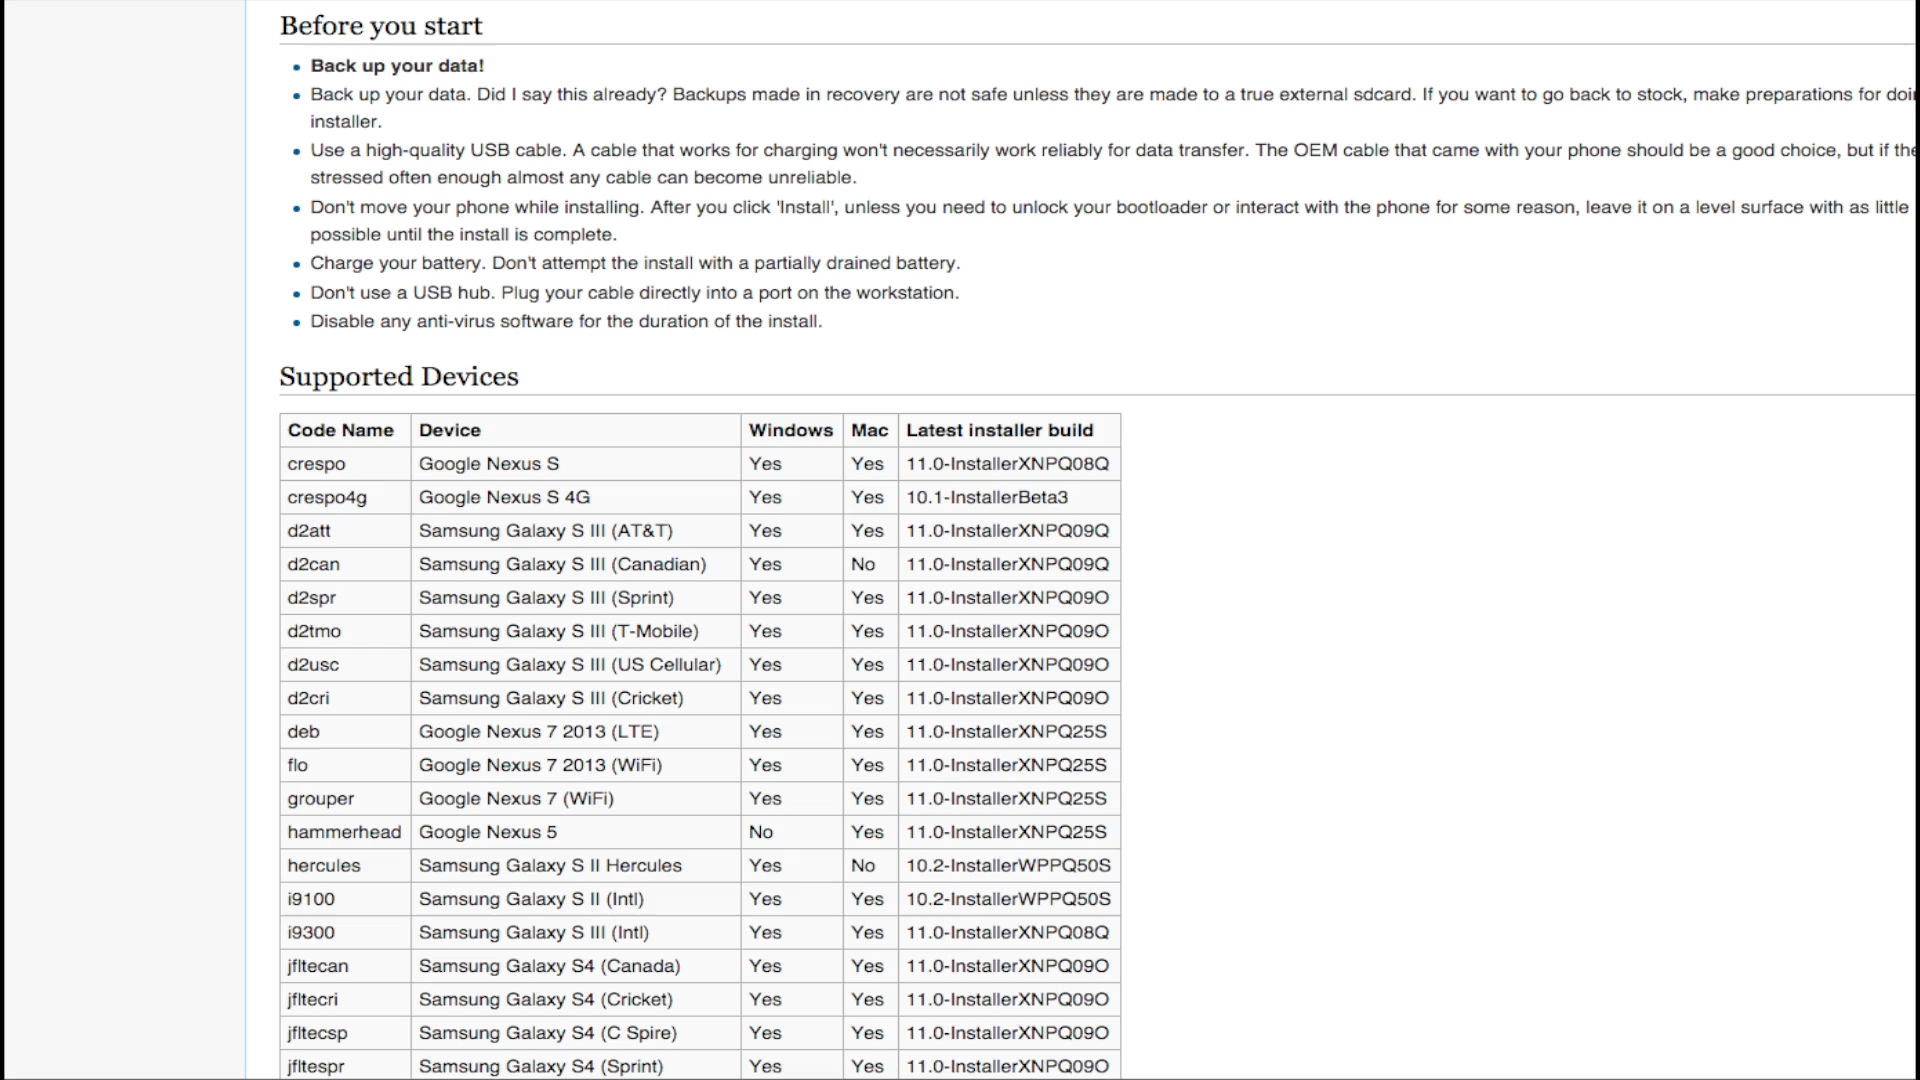 Before you start
Back up your data!
Back up your data. Did I say this already? Backups made in recovery are not safe unless they are made to a true external sdcard. If you want to go back to stock, make preparations for
installer.
Use a high-quality USB cable. A cable that works for charging won't necessarily work reliably for data transfer. The OEM cable that came with your phone should be a good choice, but if
stressed often enough almost any cable can become unreliable.
Don't move your phone while installing. After you click 'Install', unless you need to unlock your bootloader or interact with the phone for some reason, leave it on a level surface with as little
possible until the install is complete.
Charge your battery. Don't attempt the install with a partially drained battery.
Don't use a USB hub. Plug your cable directly into a port on the workstation.
Disable any anti-virus software for the duration of the install.
Supported Devices
Code Name Device Windows Mac Latest installer build
crespo Google Nexus S Yes Yes 11.0-InstallerXNPQ08Q
crespo4g Google Nexus S 4G Yes Yes 10.1-InstallerBeta3
d2att Samsung Galaxy S III (AT&T) Yes Yes 11.0-InstallerXNPQ09Q
d2can Samsung Galaxy S III (Canadian) Yes No 11.0-InstallerXNPQ09Q
d2spr Samsung Galaxy S III (Sprint) Yes Yes 11.0-InstallerXNPQ09O
d2tmo Samsung Galaxy S III (T-Mobile) Yes Yes 11.0-InstallerXNPQ09O
d2usc Samsung Galaxy S III (US Cellular) Yes Yes 11.0-InstallerXNPQ09O
d2cri Samsung Galaxy S III (Cricket) Yes Yes 11.0-InstallerXNPQ09O
deb Google Nexus 7 2013 (LTE) Yes Yes 11.0-InstallerXNPQ25S
flo Google Nexus 7 2013 (WiFi) Yes Yes 11.0-InstallerXNPQ25S
grouper Google Nexus 7 (WiFi) Yes Yes 11.0-InstallerXNPQ25S
hammerhead Google Nexus 5 No Yes 11.0-InstallerXNPQ25S
hercules Samsung Galaxy S II Hercules Yes No 10.2-InstallerWPPQ50S
i9100 Samsung Galaxy S II (Intl) Yes Yes 10.2-InstallerWPPQ50S
i9300 Samsung Galaxy S III (Intl) Yes Yes 11.0-InstallerXNPQ08Q
jfltecan Samsung Galaxy S4 (Canada) Yes Yes 11.0-InstallerXNPQ09O
jfltecri Samsung Galaxy S4 (Cricket) Yes Yes 11.0-InstallerXNPQ09O
jfltecsp Samsung Galaxy S4 (C Spire) Yes Yes 11.0-InstallerXNPQ09O
jfltespr Samsung Galaxy S4 (Sprint) Yes Yes 11.0-InstallerXNPQ09O